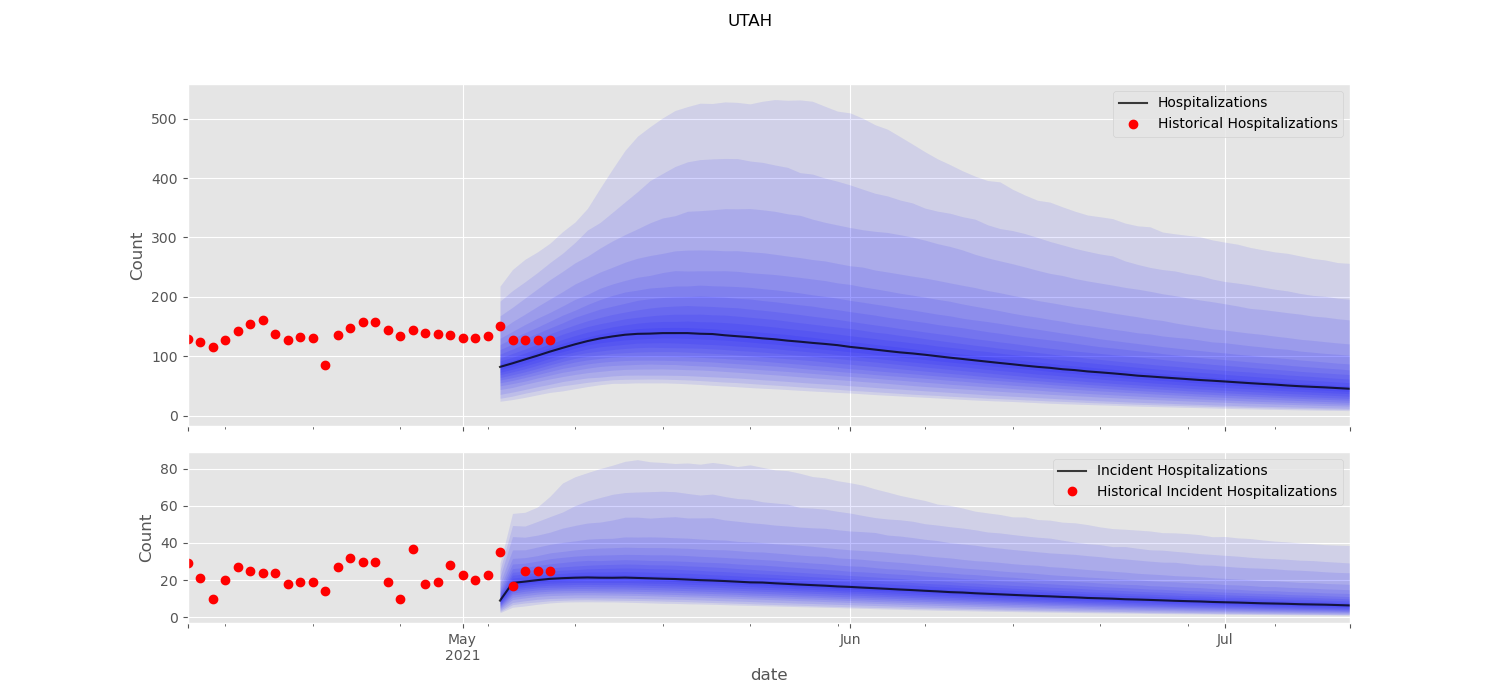 UTAH
Hospitalizations
Historical Hospitalizations
500
400
300
200
100
0
Count
Incident Hospitalizations
Historical Incident Hospitalizations
80
60
40
20
0
Count
May
2021
Jun
Jul
date